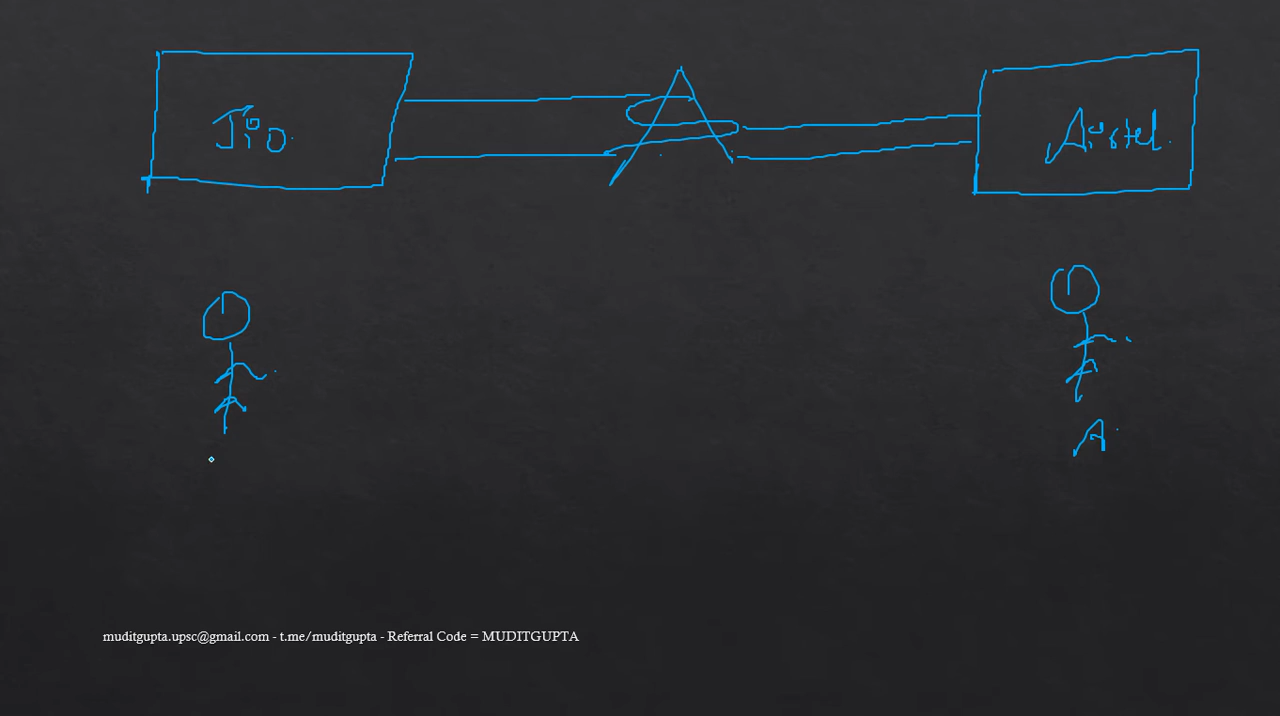 Jio
Airtel
A
muditgupta.upsc@gmail.com - t.me/muditgupta - Referral Code = MUDITGUPTA